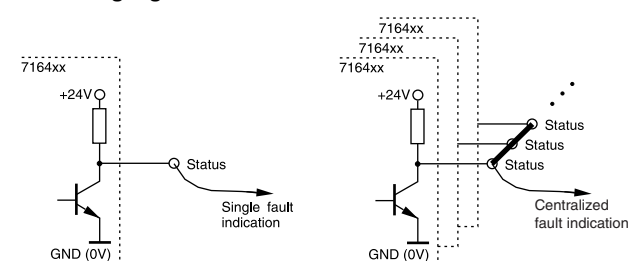 7164xx
+24V
Status
Single fault
indication
GND (0V)
7164xx
7164xx
7164xx
+24V
Status
Status
Status
Centralized
fault indication
GND (0V)